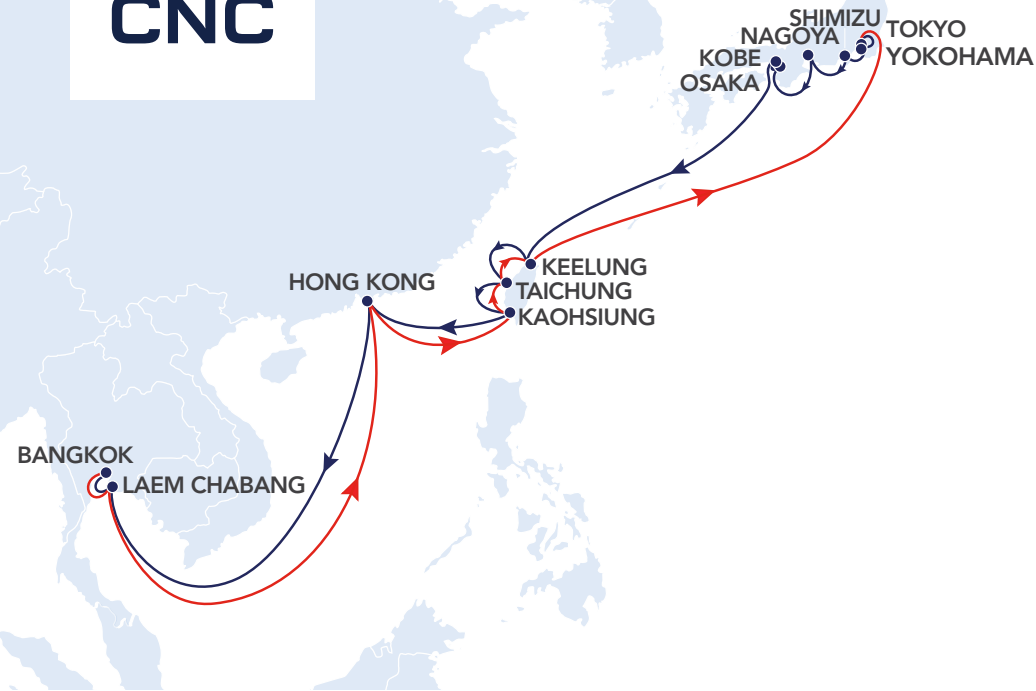 CNC
SHIMIZU
NAGOYA
TOKYO
KOBE
YOKOHAMA
OSAKA
KEELUNG
HONG KONG
TAICHUNG
KAOHSIUNG
BANGKOK
LAEM CHABANG